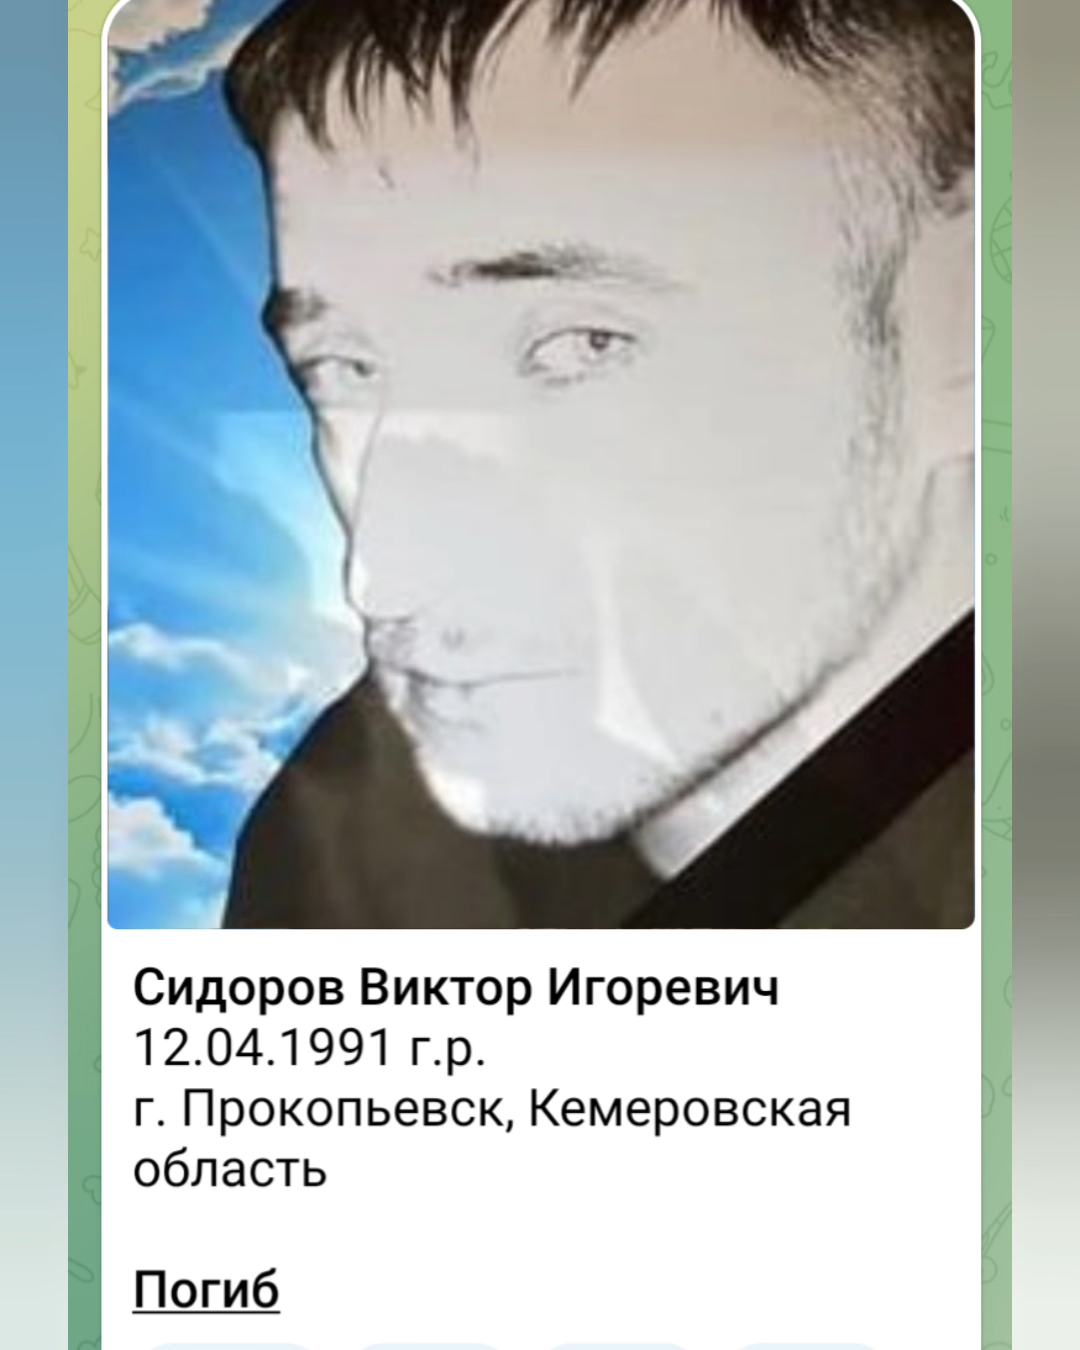 Сидоров Виктор Игоревич
12.04.1991 г.р.
г. Прокопьевск, Кемеровская
область
Погиб